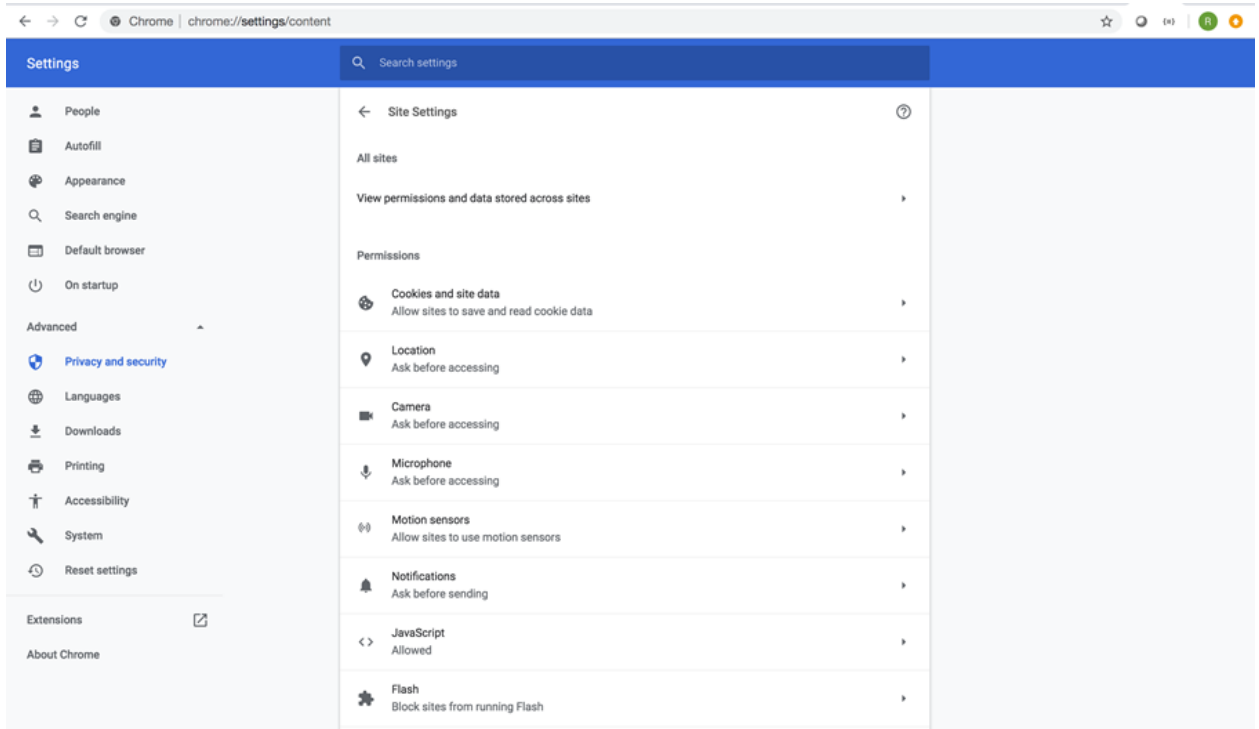 Chrome | chrome://settings/content
R
Settings
Search settings
People
Autofill
Appearance
Search engine
Default browser
On startup
Advanced
Privacy and security
Languages
Downloads
Printing
Accessibility
System
Reset settings
Extensions
About Chrome
Site Settings
All sites
View permissions and data stored across sites
Permissions
Cookies and site data
Allow sites to save and read cookie data
Location
Ask before accessing
Camera
Ask before accessing
Microphone
Ask before accessing
Motion sensors
Allow sites to use motion sensors
Notifications
Ask before sending
JavaScript
Allowed
Flash
Block sites from running Flash